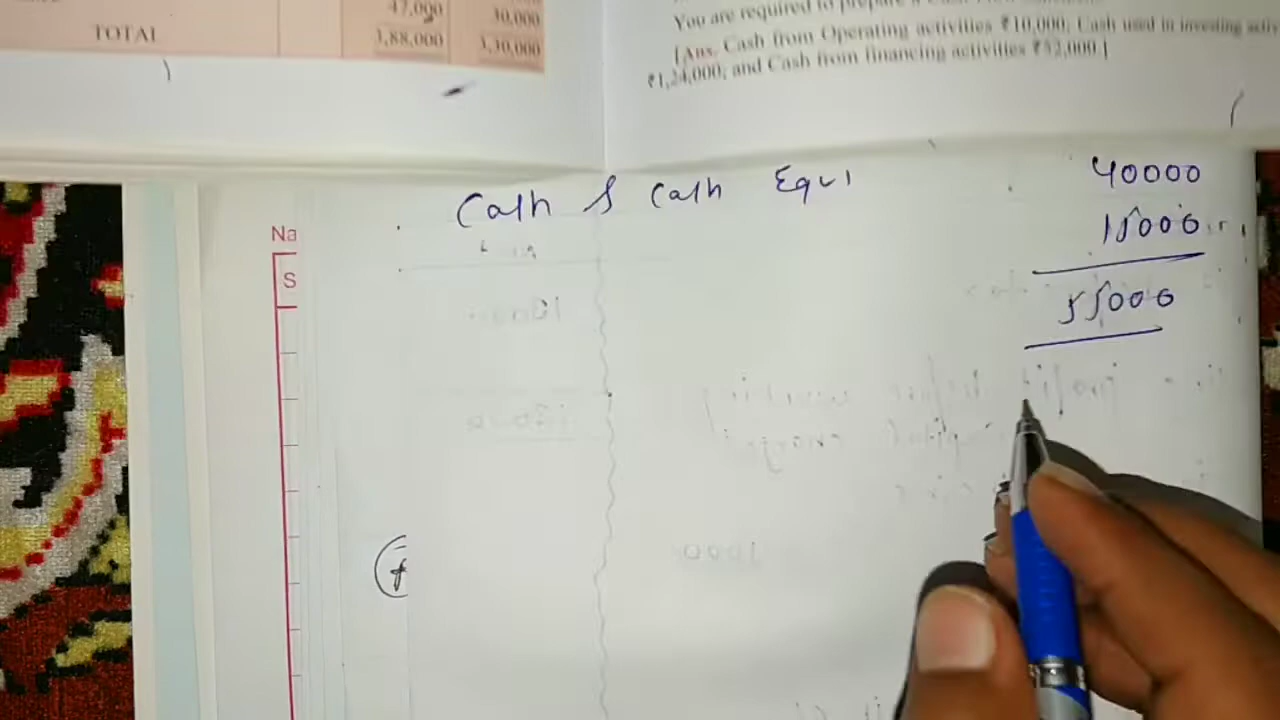 47,000 30,000
TOTAL 3,88,000 3,30,000
You are required to prepare a Cash Flow
[Ans. Cash from Operating activities ₹10,000; Cash used in investing
₹1,24,000; and Cash from financing activities ₹52,000.]
Cash & Cash Equi 40000
15000
55000
Na
S